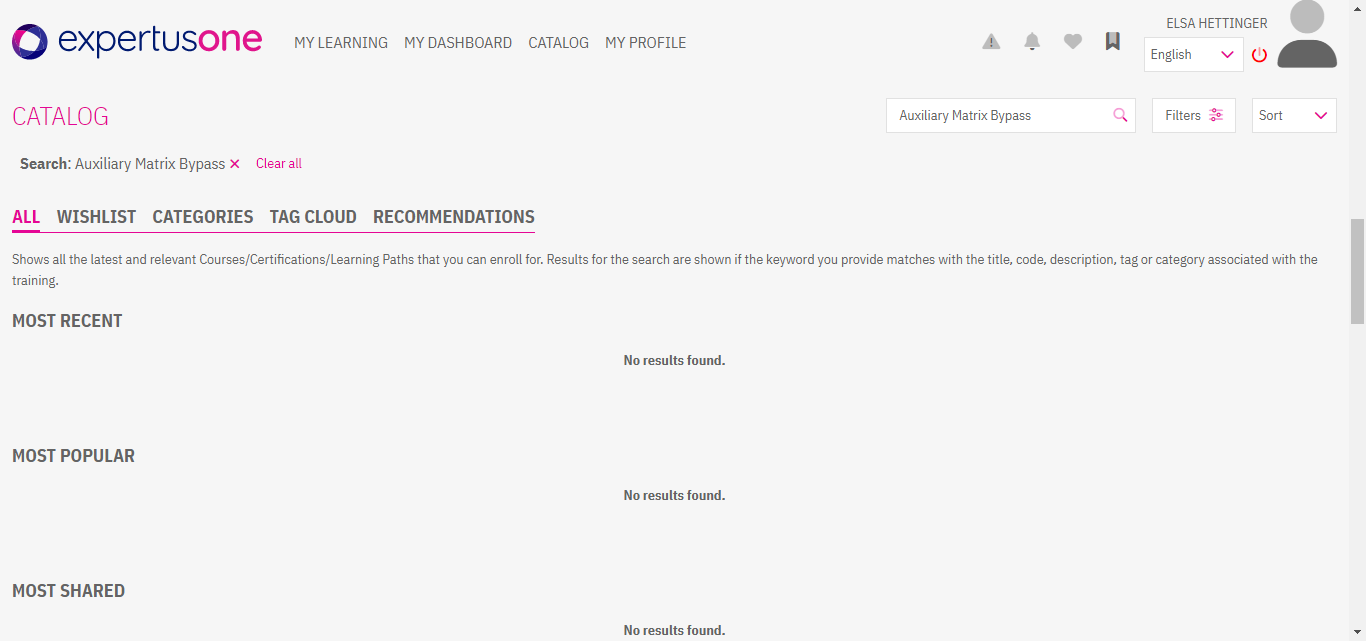 expertusone
MY LEARNING
MY DASHBOARD
CATALOG
MY PROFILE
ELSA HETTINGER
English
CATALOG
Auxiliary Matrix Bypass
Filters
Sort
Search: Auxiliary Matrix Bypass
Clear all
ALL
WISHLIST
CATEGORIES
TAG CLOUD
RECOMMENDATIONS
Shows all the latest and relevant Courses/Certifications/Learning Paths that you can enroll for. Results for the search are shown if the keyword you provide matches with the title, code, description, tag or category associated with the
training.
MOST RECENT
No results found.
MOST POPULAR
No results found.
MOST SHARED
No results found.